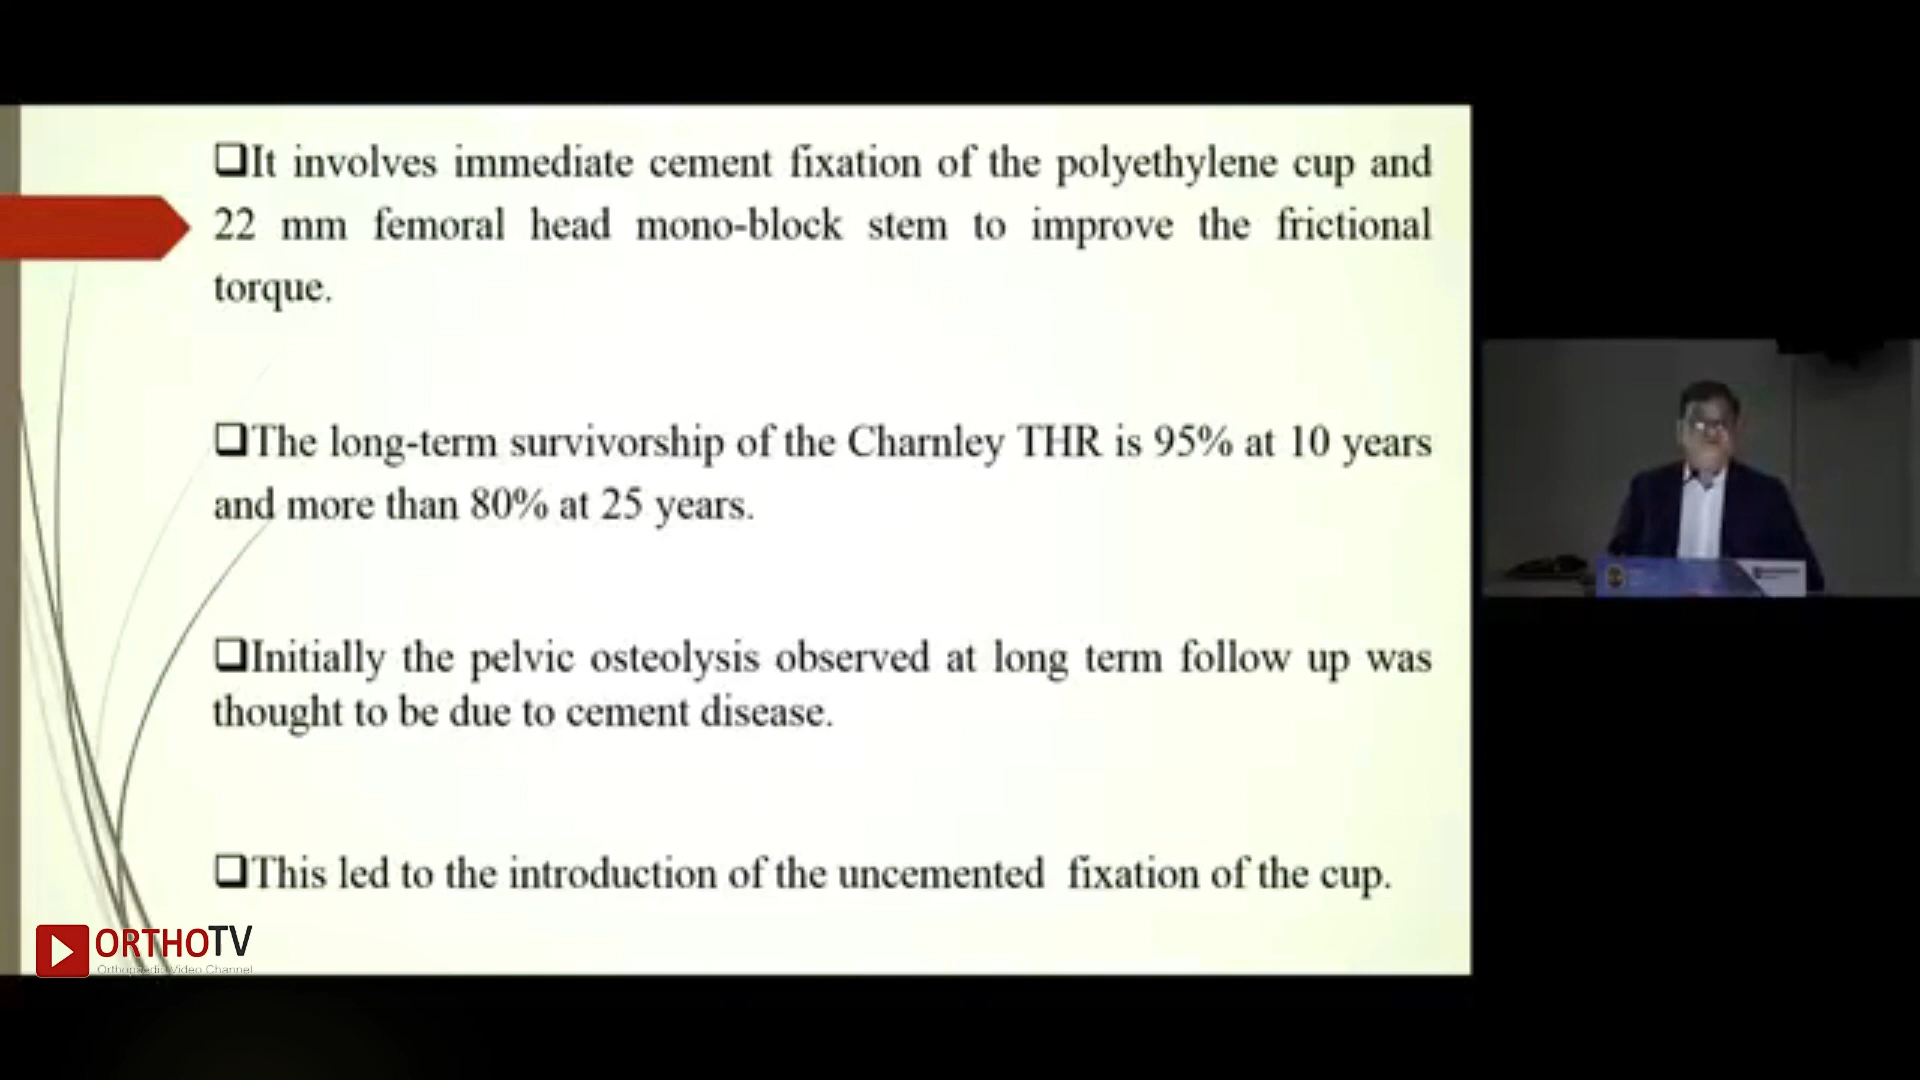 ❑It involves immediate cement fixation of the polyethylene cup and
22 mm femoral head mono-block stem to improve the frictional
torque.
❑The long-term survivorship of the Charnley THR is 95% at 10 years
and more than 80% at 25 years.
❑Initially the pelvic osteolysis observed at long term follow up was
thought to be due to cement disease.
❑This led to the introduction of the uncemented fixation of the cup.
ORTHOTV
Orthopaedic Video Channel